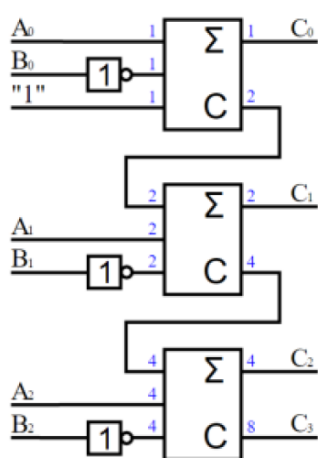 A₀ 1 Σ 1 C₀
B₀ 1 1
"1" 1 C 2
2 Σ 2 C₁
A₁ 2
B₁ 1 2 C 4
4 Σ 4 C₂
A₂ 4
B₂ 1 4 C 8 C₃